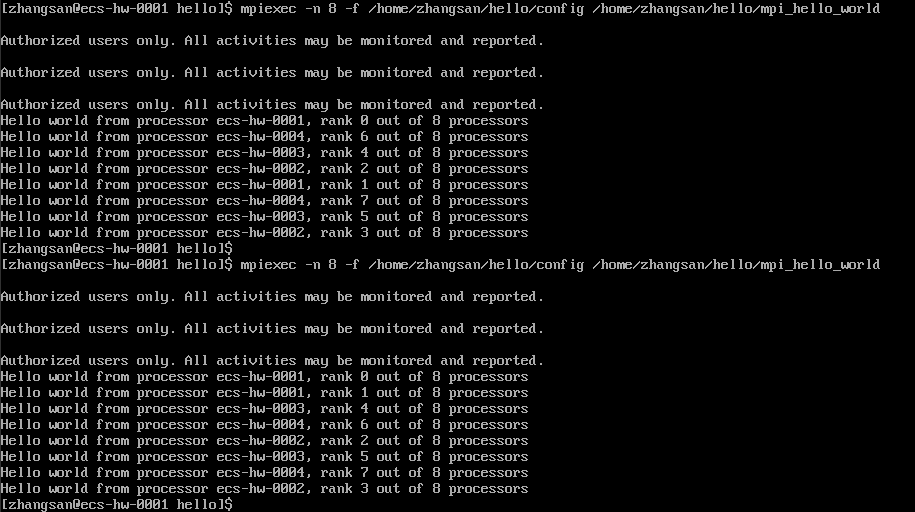 [zhangsan@ecs-hw-0001 hello]$ mpiexec -n 8 -f /home/zhangsan/hello/config /home/zhangsan/hello/mpi_hello_world
Authorized users only. All activities may be monitored and reported.
Authorized users only. All activities may be monitored and reported.
Authorized users only. All activities may be monitored and reported.
Hello world from processor ecs-hw-0001, rank 0 out of 8 processors
Hello world from processor ecs-hw-0004, rank 6 out of 8 processors
Hello world from processor ecs-hw-0003, rank 4 out of 8 processors
Hello world from processor ecs-hw-0002, rank 2 out of 8 processors
Hello world from processor ecs-hw-0001, rank 1 out of 8 processors
Hello world from processor ecs-hw-0004, rank 7 out of 8 processors
Hello world from processor ecs-hw-0003, rank 5 out of 8 processors
Hello world from processor ecs-hw-0002, rank 3 out of 8 processors
[zhangsan@ecs-hw-0001 hello]$
[zhangsan@ecs-hw-0001 hello]$ mpiexec -n 8 -f /home/zhangsan/hello/config /home/zhangsan/hello/mpi_hello_world
Authorized users only. All activities may be monitored and reported.
Authorized users only. All activities may be monitored and reported.
Authorized users only. All activities may be monitored and reported.
Hello world from processor ecs-hw-0001, rank 0 out of 8 processors
Hello world from processor ecs-hw-0001, rank 1 out of 8 processors
Hello world from processor ecs-hw-0003, rank 4 out of 8 processors
Hello world from processor ecs-hw-0004, rank 6 out of 8 processors
Hello world from processor ecs-hw-0002, rank 2 out of 8 processors
Hello world from processor ecs-hw-0003, rank 5 out of 8 processors
Hello world from processor ecs-hw-0004, rank 7 out of 8 processors
Hello world from processor ecs-hw-0002, rank 3 out of 8 processors
[zhangsan@ecs-hw-0001 hello]$